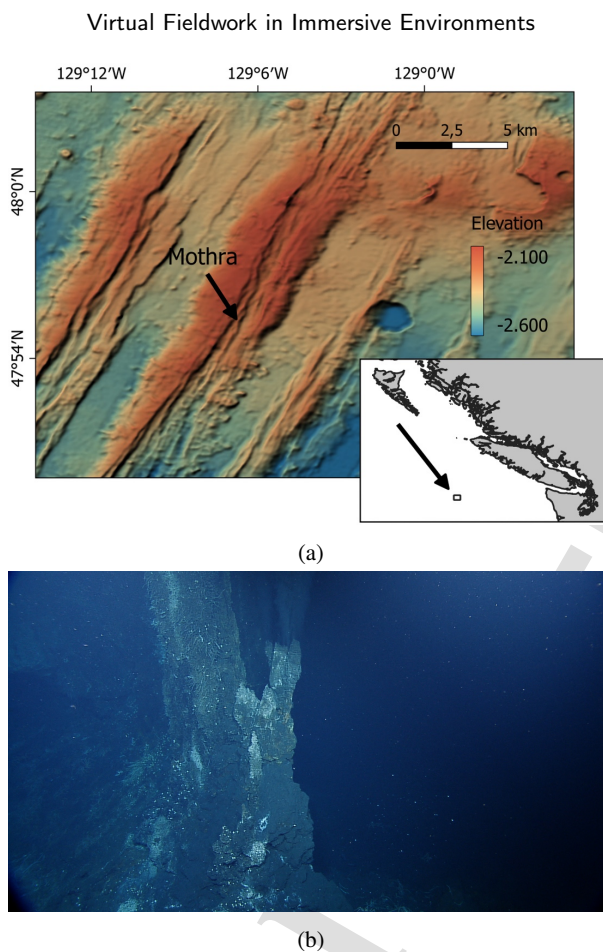 Virtual Fieldwork in Immersive Environments
129°12'W 129°6'W 129°0'W
0 2,5 5 km
48°0'N
Elevation
-2.100
Mothra
-2.600
47°54'N
(a)
(b)